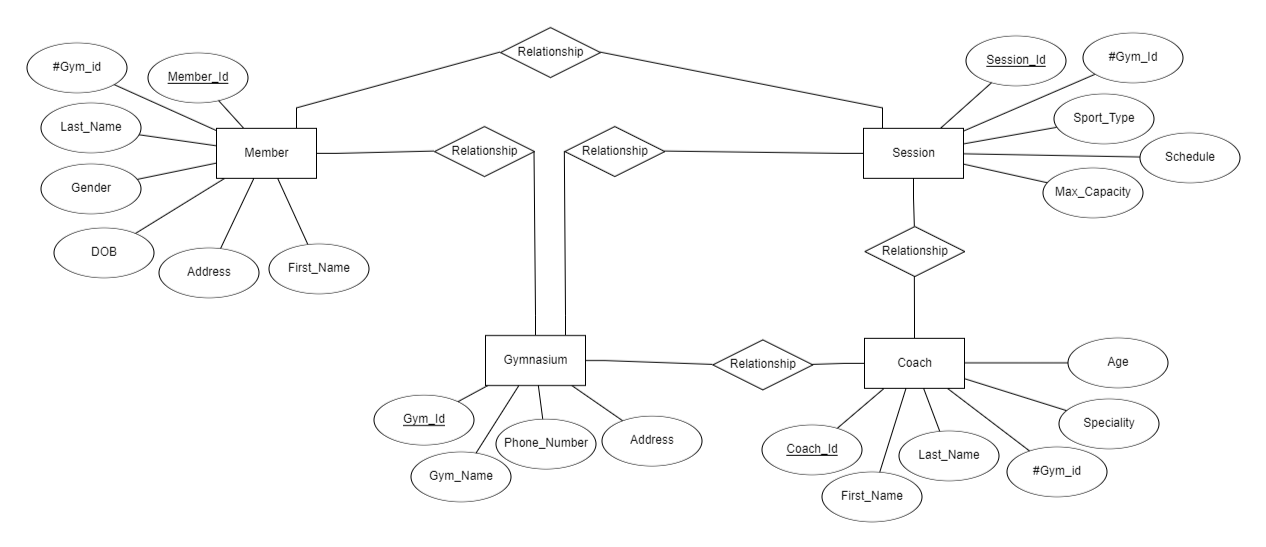 Relationship
#Gym_id
Member_Id
Session_Id
#Gym_Id
Last_Name
Sport_Type
Member
Relationship
Relationship
Session
Schedule
Gender
Max_Capacity
DOB
Address
First_Name
Relationship
Gymnasium
Relationship
Coach
Age
Gym_Id
Phone_Number
Address
Speciality
Gym_Name
Coach_Id
Last_Name
#Gym_id
First_Name